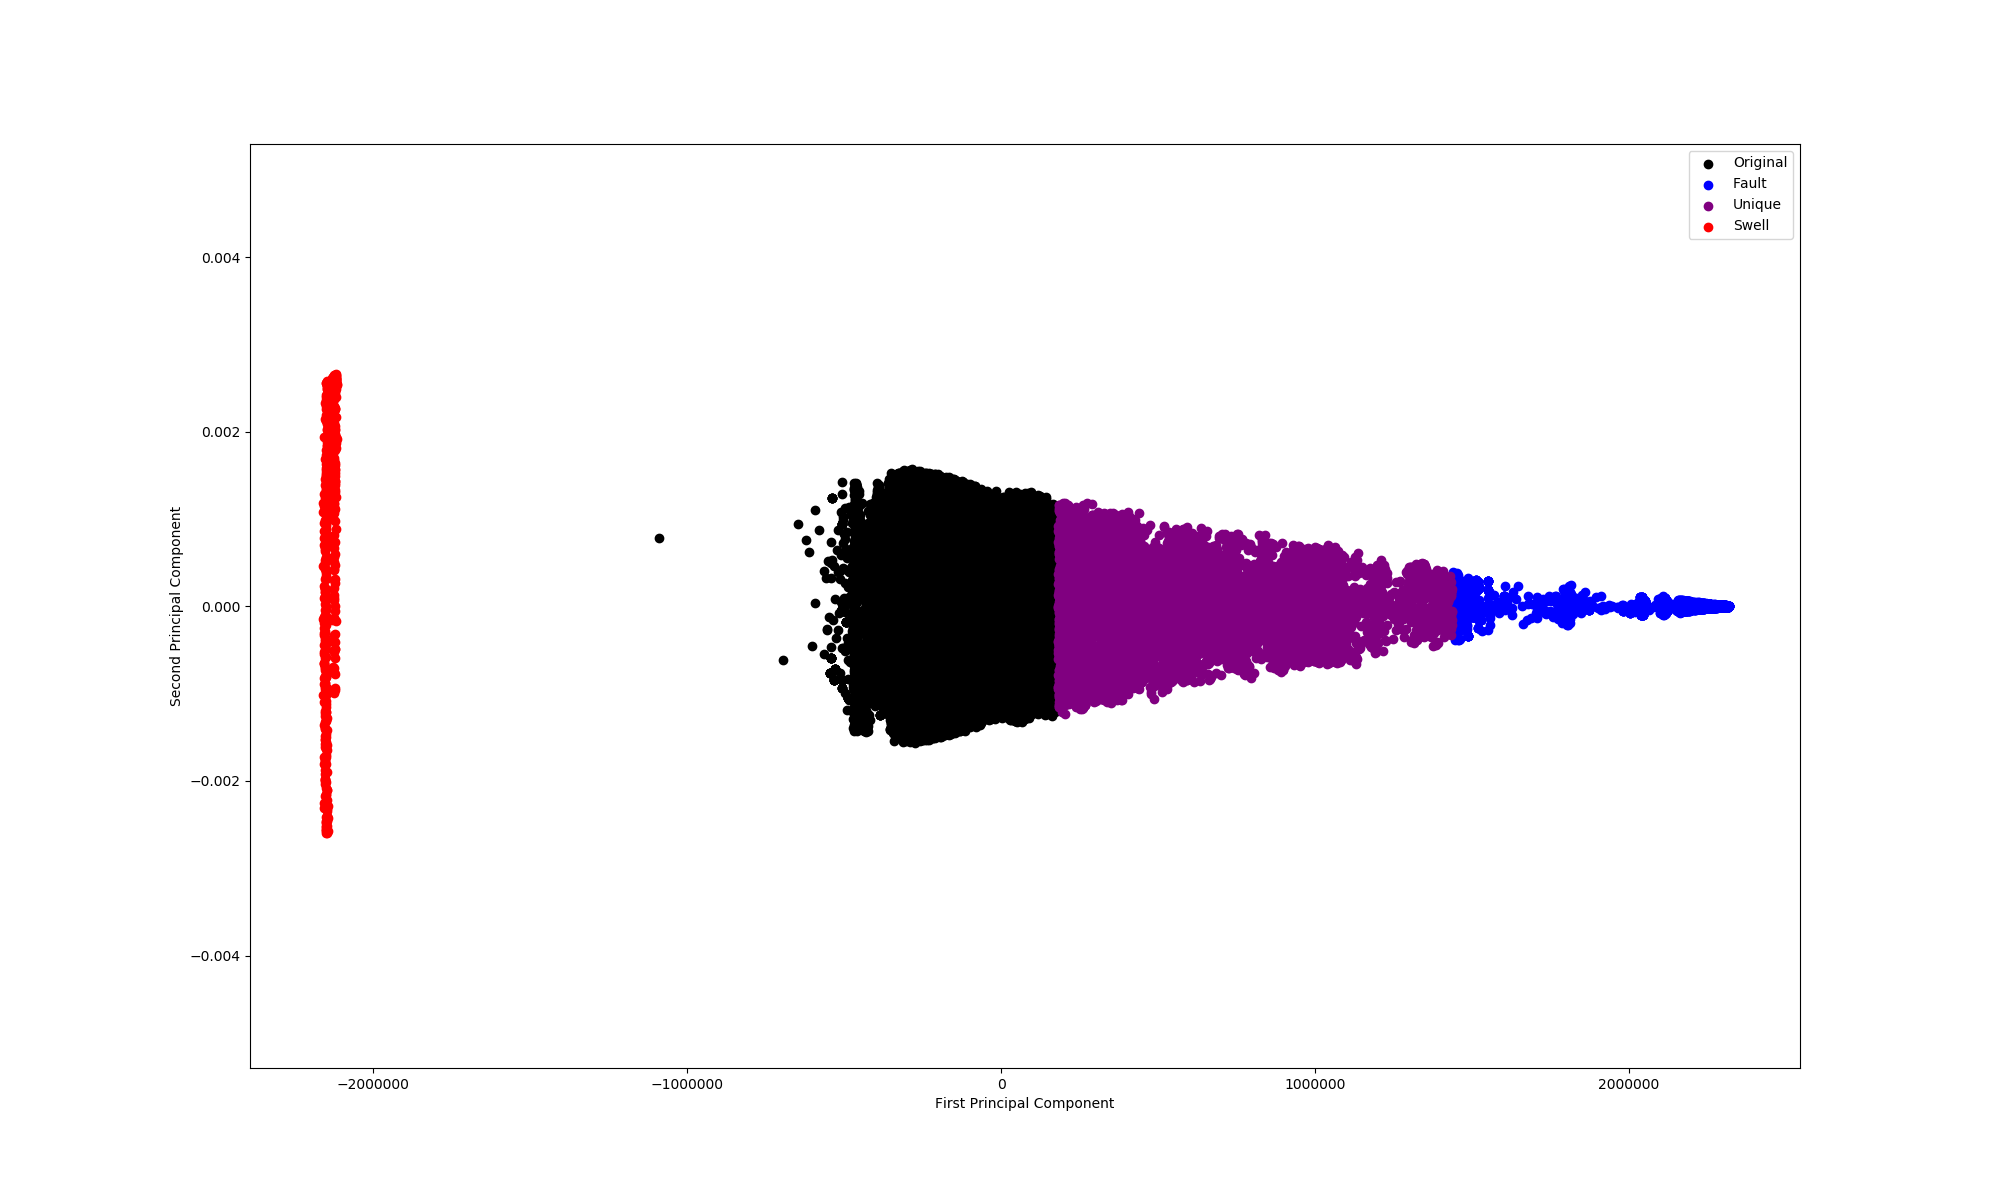 Original
Fault
Unique
Swell
0.004
0.002
0.000
−0.002
−0.004
Second Principal Component
−2000000 −1000000 0 1000000 2000000
First Principal Component